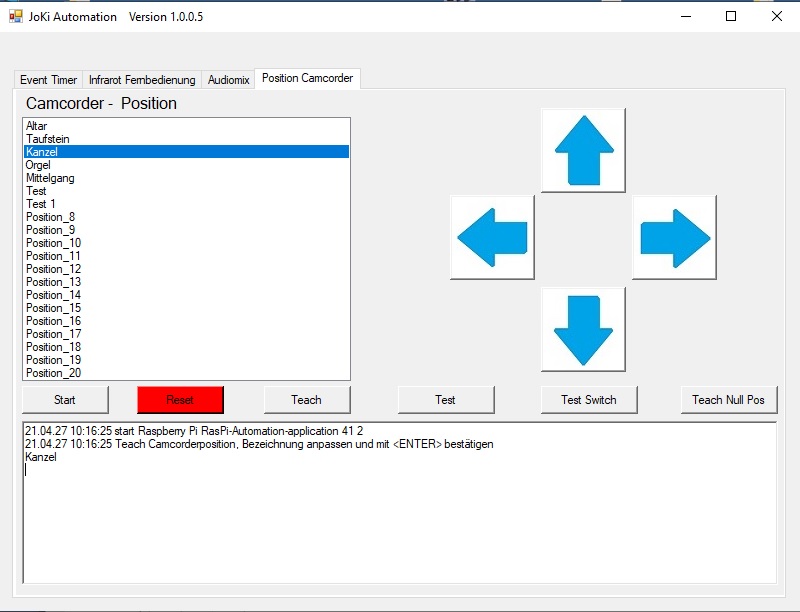 JoKi Automation Version 1.0.0.5
Event Timer Infrarot Fernbedienung Audiomix Position Camcorder
Camcorder - Position
Altar
Taufstein
Kanzel
Orgel
Mittelgang
Test
Test 1
Position_8
Position_9
Position_10
Position_11
Position_12
Position_13
Position_14
Position_15
Position_16
Position_17
Position_18
Position_19
Position_20
Start Reset Teach Test Test Switch Teach Null Pos
21.04.27 10:16:25 start Raspberry Pi RasPi-Automation-application 41 2
21.04.27 10:16:25 Teach Camcorderposition, Bezeichnung anpassen und mit <ENTER> bestätigen
Kanzel